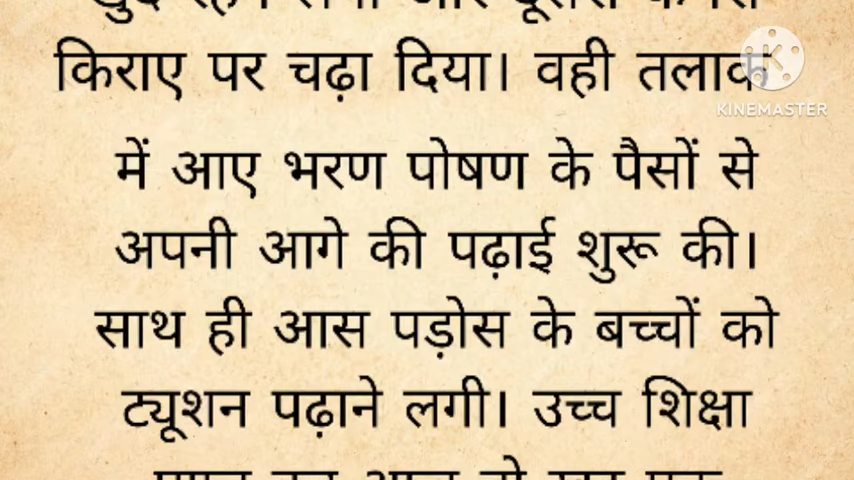 किराए पर चढ़ा दिया। वही तलाक
KINEMASTER
में आए भरण पोषण के पैसों से
अपनी आगे की पढ़ाई शुरू की।
साथ ही आस पड़ोस के बच्चों को
ट्यूशन पढ़ाने लगी। उच्च शिक्षा